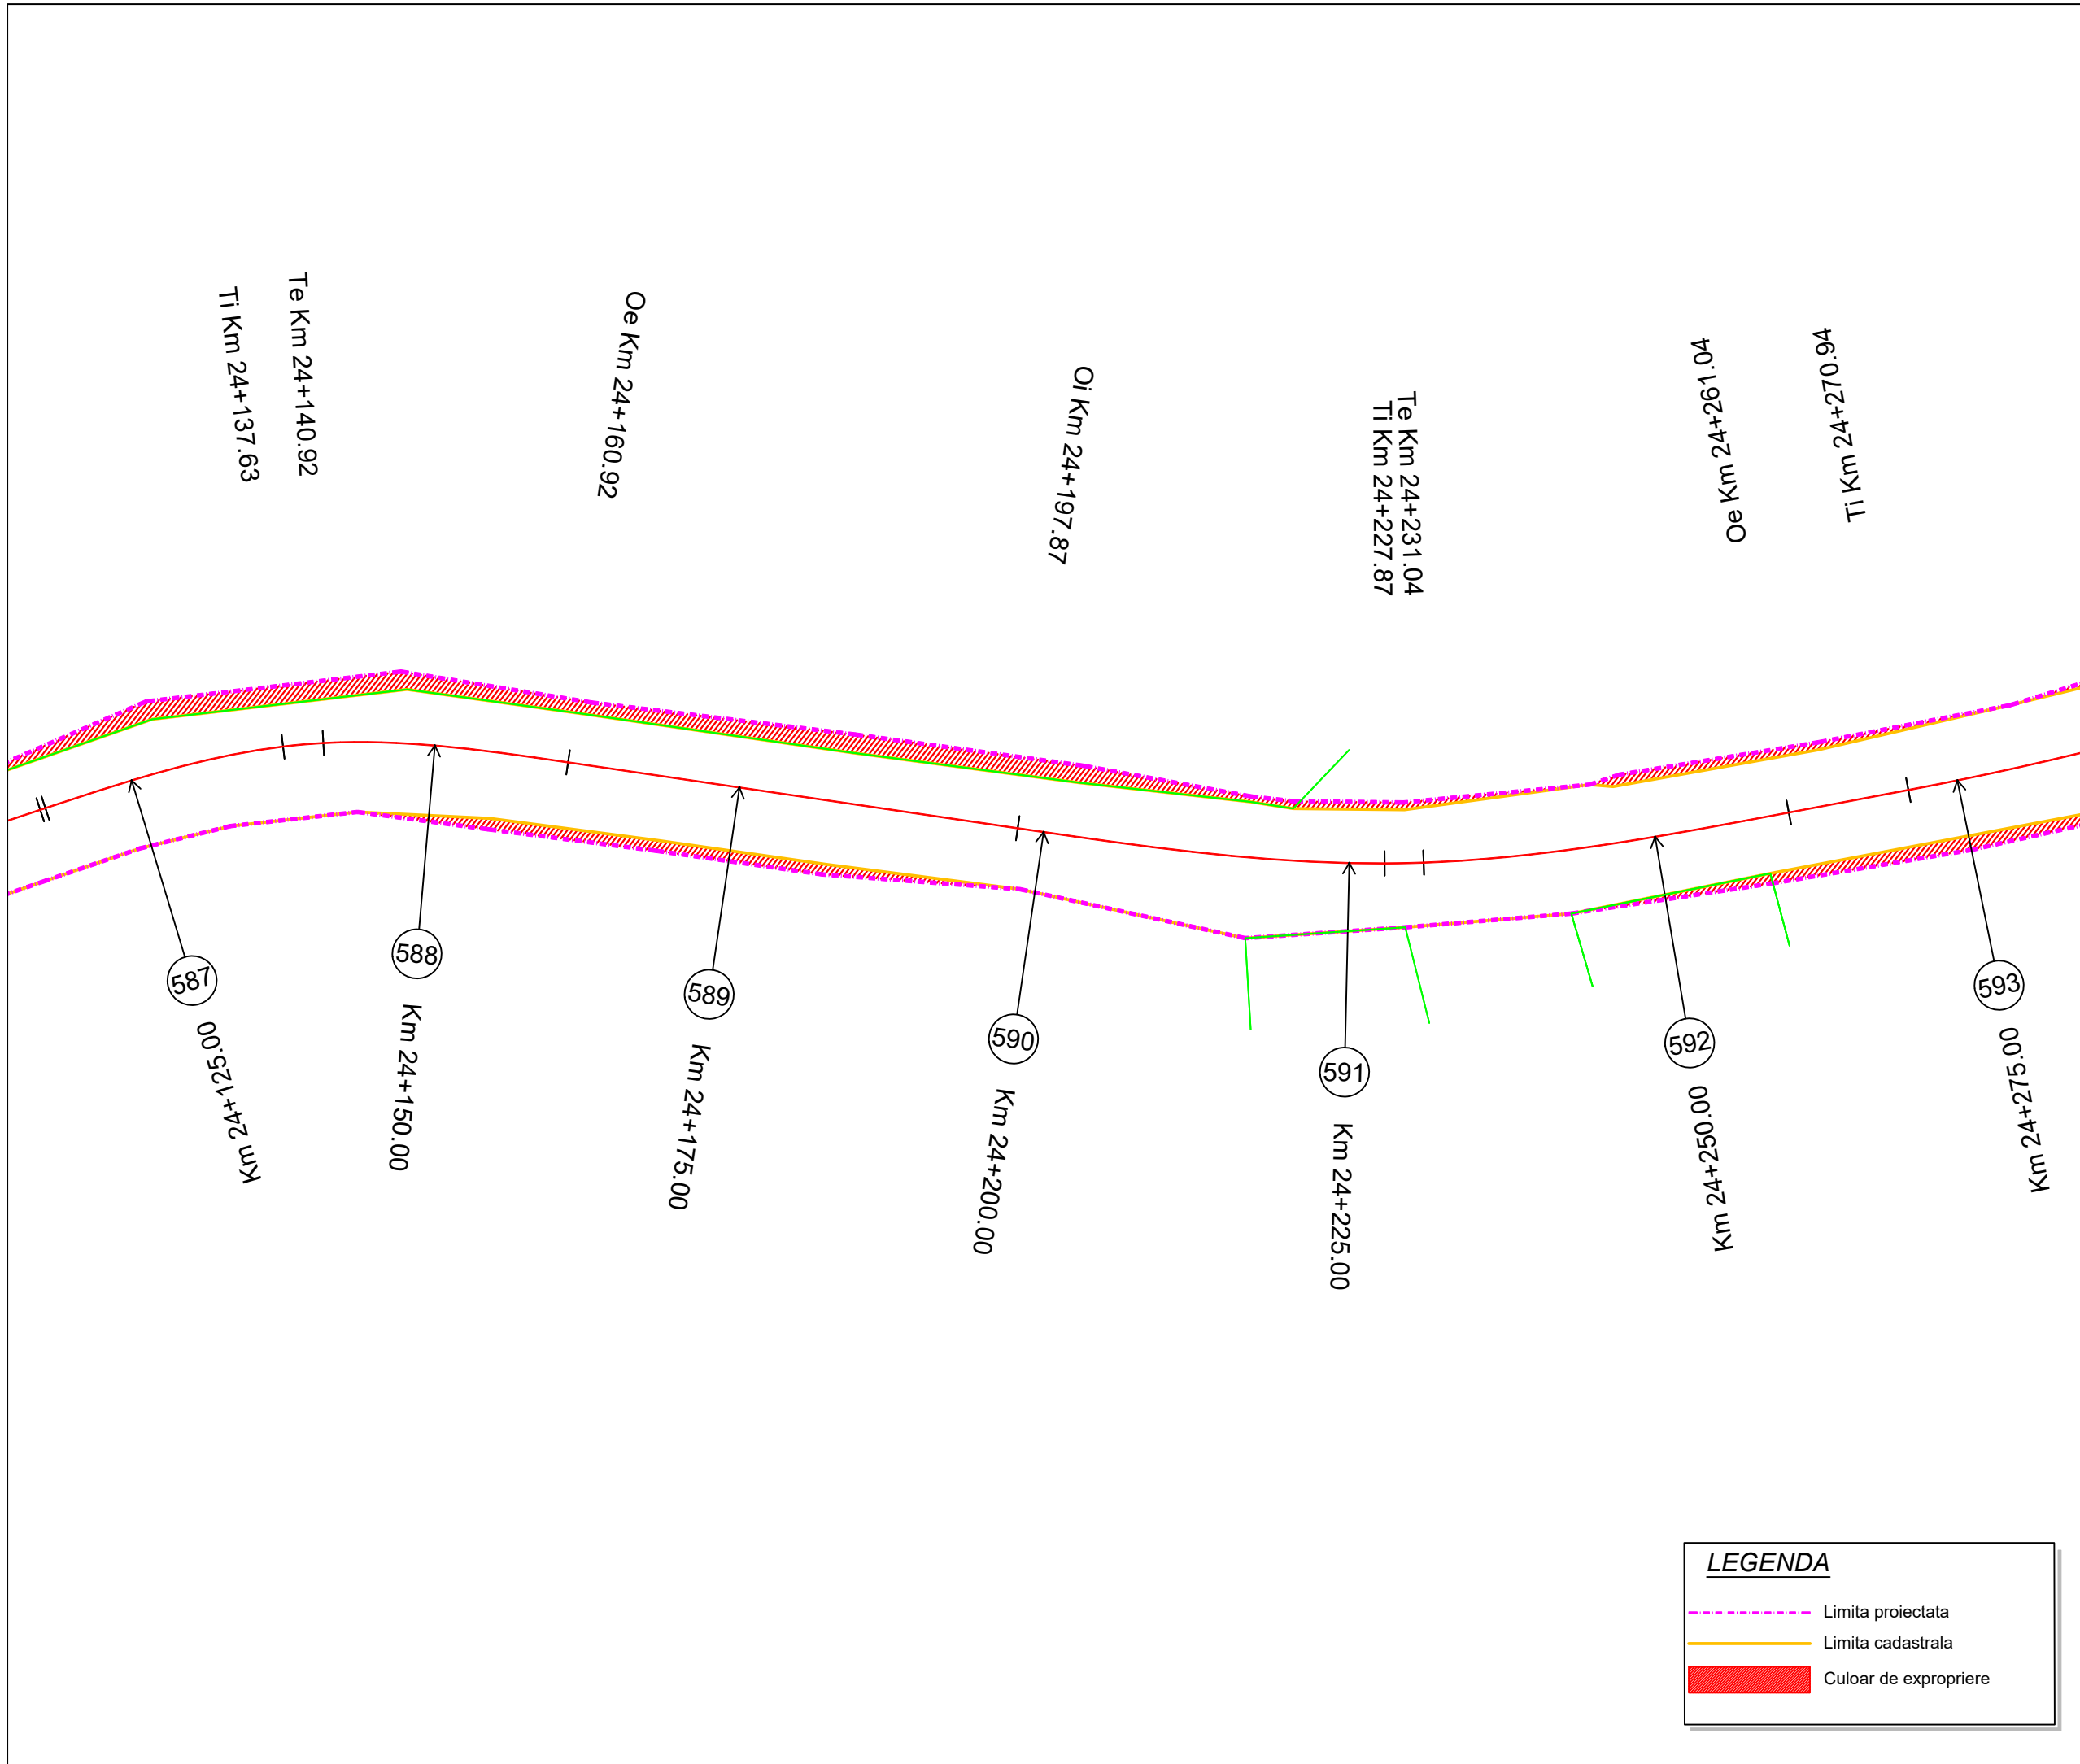 Ti Km 24+137.63
Te Km 24+140.92
Oe Km 24+160.92
Oi Km 24+197.87
Te Km 24+231.04
Ti Km 24+227.87
Oe Km 24+261.04
Ti Km 24+270.94
587
Km 24+125.00
588
Km 24+150.00
589
Km 24+175.00
590
Km 24+200.00
591
Km 24+225.00
592
Km 24+250.00
593
Km 24+275.00
LEGENDA
Limita proiectata
Limita cadastrala
Culoar de expropriere